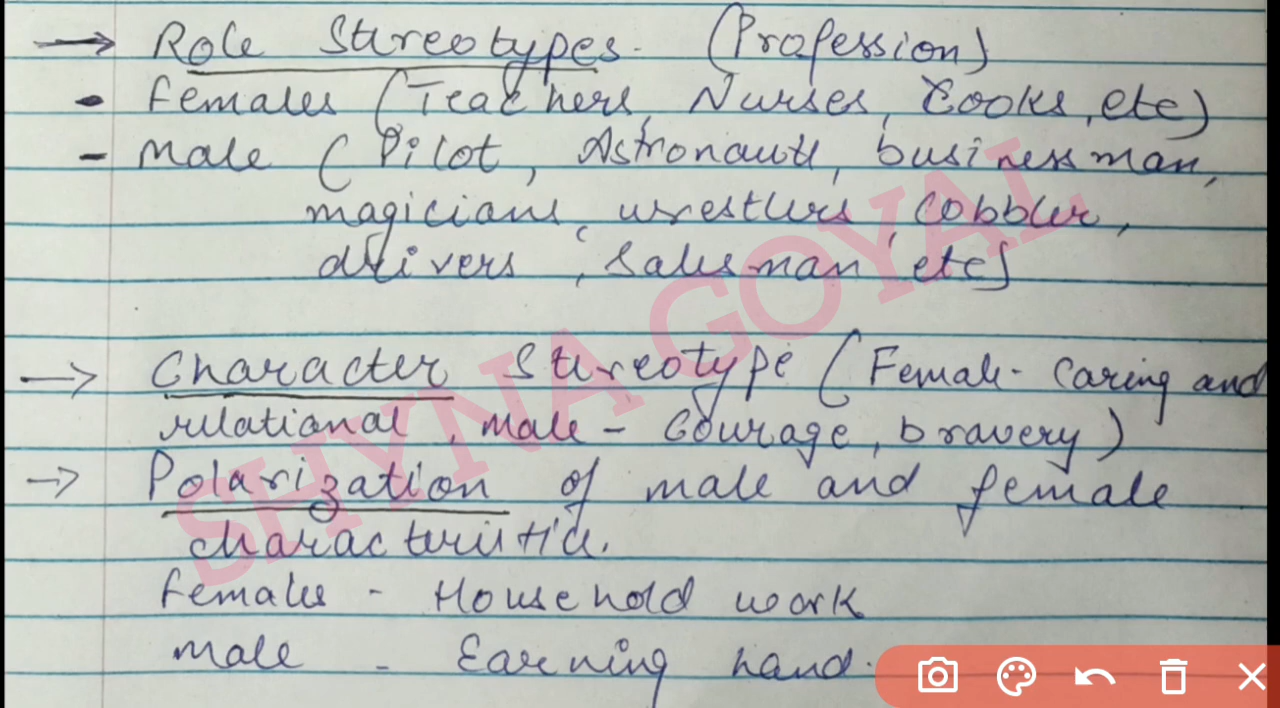 → Role Stereotypes. (Profession)
- Females (Teachers, Nurses, Cooks, etc)
- Male (Pilot, Astronauts, businessman,
magicians, wrestlers, cobbler,
drivers, Salesman, etc)
→ Character Stereotype (Female- Caring and
relational, male - Courage, bravery)
→ Polarization of male and female
characteristic.
Females - Household work
Male - Earning hand.
SHYNA GOYAL